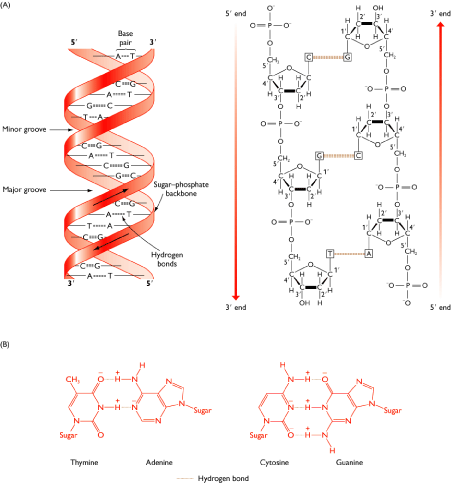 (A)
Base
pair
5′ 3′
A T
C G
A T
G C
T A
Minor groove
C G
A T
C G
Major groove
G C
Sugar–phosphate
backbone
C G
A T
T A
C G
Hydrogen
bonds
C G
A T
3′ 5′
5′ end
3′ end
3′ end
5′ end
C G
G C
T A
(B)
CH₃ O H N H N N
N N N N
O
Sugar Sugar
H N H O N
N N H N N
O H N H
Sugar Sugar
Thymine Adenine Cytosine Guanine
Hydrogen bond